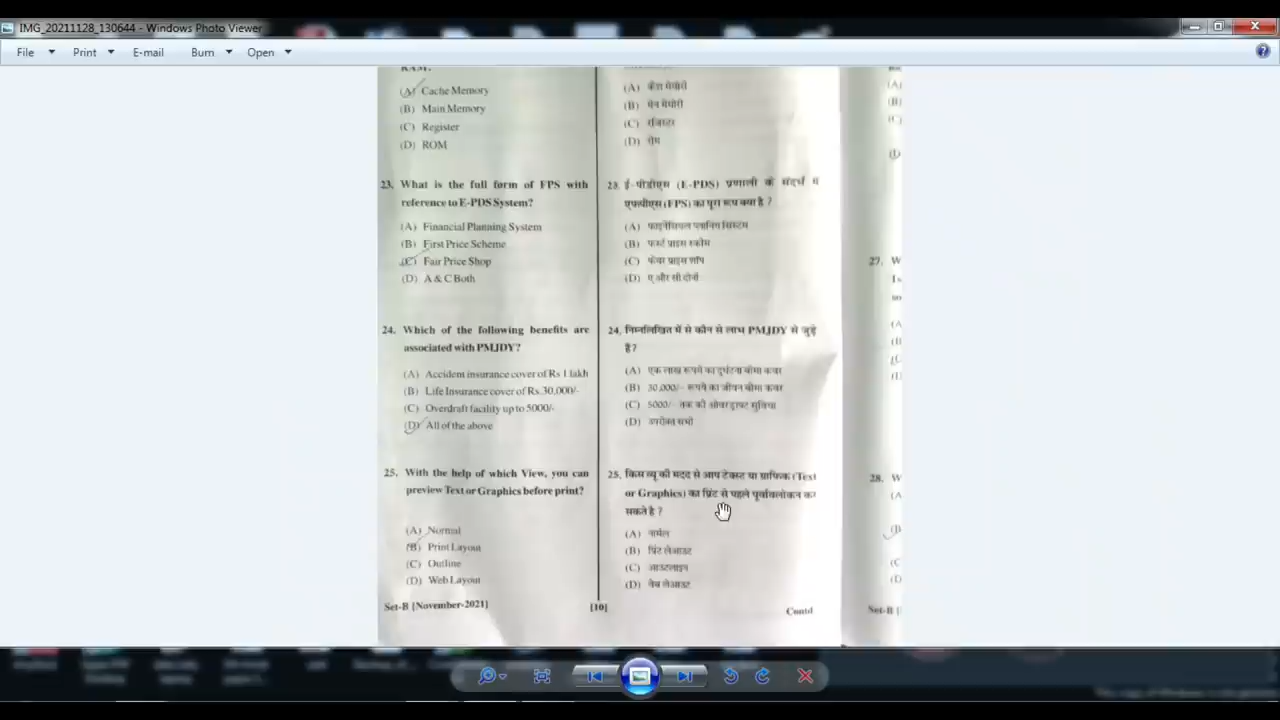 IMG_20211128_130644 - Windows Photo Viewer
File Print E-mail Burn Open
RAM.
(A) Cache Memory
(B) Main Memory
(C) Register
(D) ROM
23. What is the full form of FPS with
reference to E-PDS System?
(A) Financial Planning System
(B) First Price Scheme
(C) Fair Price Shop
(D) A & C Both
24. Which of the following benefits are
associated with PMJDY?
(A) Accident insurance cover of Rs 1 lakh
(B) Life Insurance cover of Rs. 30,000/-
(C) Overdraft facility up to 5000/-
(D) All of the above
25. With the help of which View, you can
preview Text or Graphics before print?
(A) Normal
(B) Print Layout
(C) Outline
(D) Web Layout
Set-B [November-2021]
[10]
(A) कैश मेमोरी
(B) मेन मेमोरी
(C) रजिस्टर
(D) रोम
23. ई-पीडीएस (E-PDS) प्रणाली के संदर्भ में
एफपीएस (FPS) का पूरा रूप क्या है ?
(A) फाइनेंसियल प्लानिंग सिस्टम
(B) फर्स्ट प्राइस स्कीम
(C) फेयर प्राइस शॉप
(D) ए और सी दोनों
24. निम्नलिखित में से कौन से लाभ PMJDY से जुड़े
है?
(A) एक लाख रूपये का दुर्घटना बीमा कवर
(B) 30,000/- रूपये का जीवन बीमा कवर
(C) 5000/- तक की ओवरड्राफ्ट सुविधा
(D) उपरोक्त सभी
25. किस व्यू की मदद से आप टेक्स्ट या ग्राफिक (Text
or Graphics) का प्रिंट से पहले पूर्वावलोकन कर
सकते है ?
(A) नार्मल
(B) प्रिंट लेआउट
(C) आउटलाइन
(D) वेब लेआउट
Contd
(A)
(B)
(C)
(D)
27. W
(A
(B
(C
(D
28. W
(A
(B
(C
(D
Set-B [